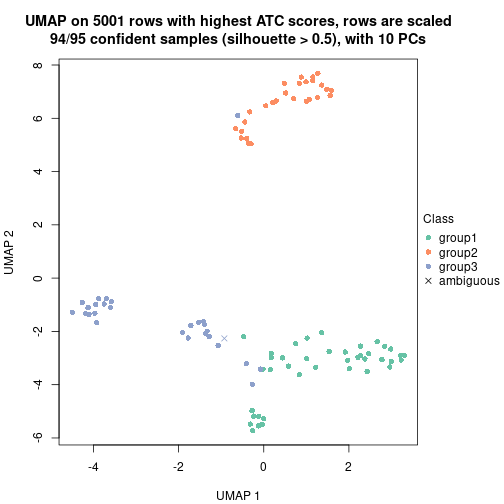 UMAP on 5001 rows with highest ATC scores, rows are scaled
94/95 confident samples (silhouette > 0.5), with 10 PCs
8
6
4
2
0
-2
-4
-6
UMAP 2
-4
-2
0
2
UMAP 1
Class
group1
group2
group3
ambiguous